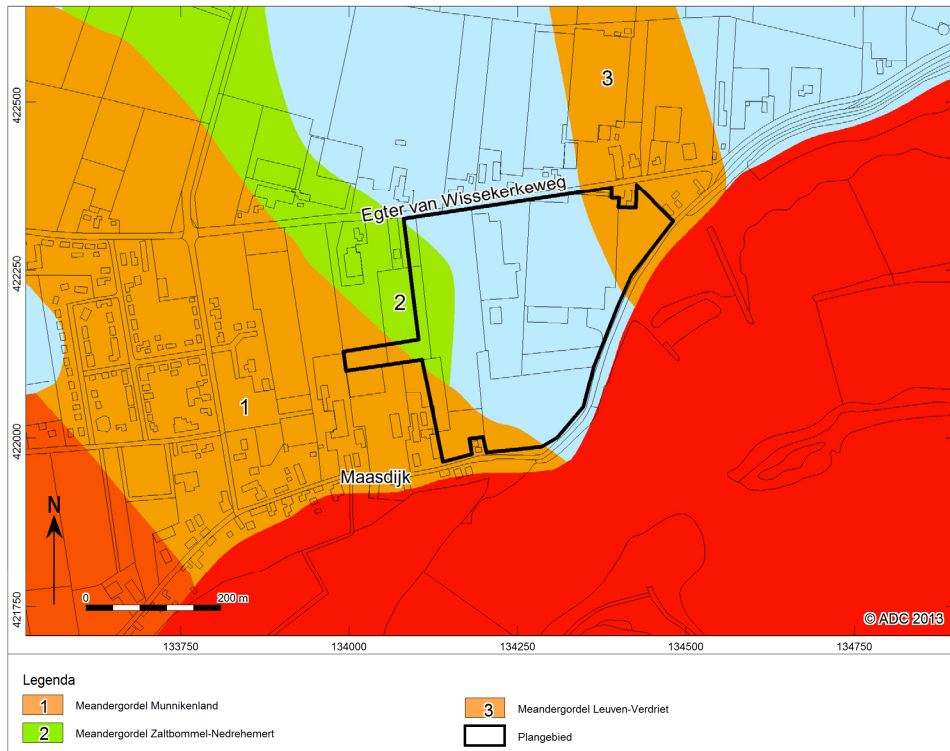 3
422500
Egter van Wissekerkeweg
422250
2
1
422000
Maasdijk
N
0 200 m
421750
© ADC 2013
133750 134000 134250 134500 134750
Legenda
1 Meandergordel Munnikenland
3 Meandergordel Leuven-Verdriet
2 Meandergordel Zaltbommel-Nedrehemert
Plangebied